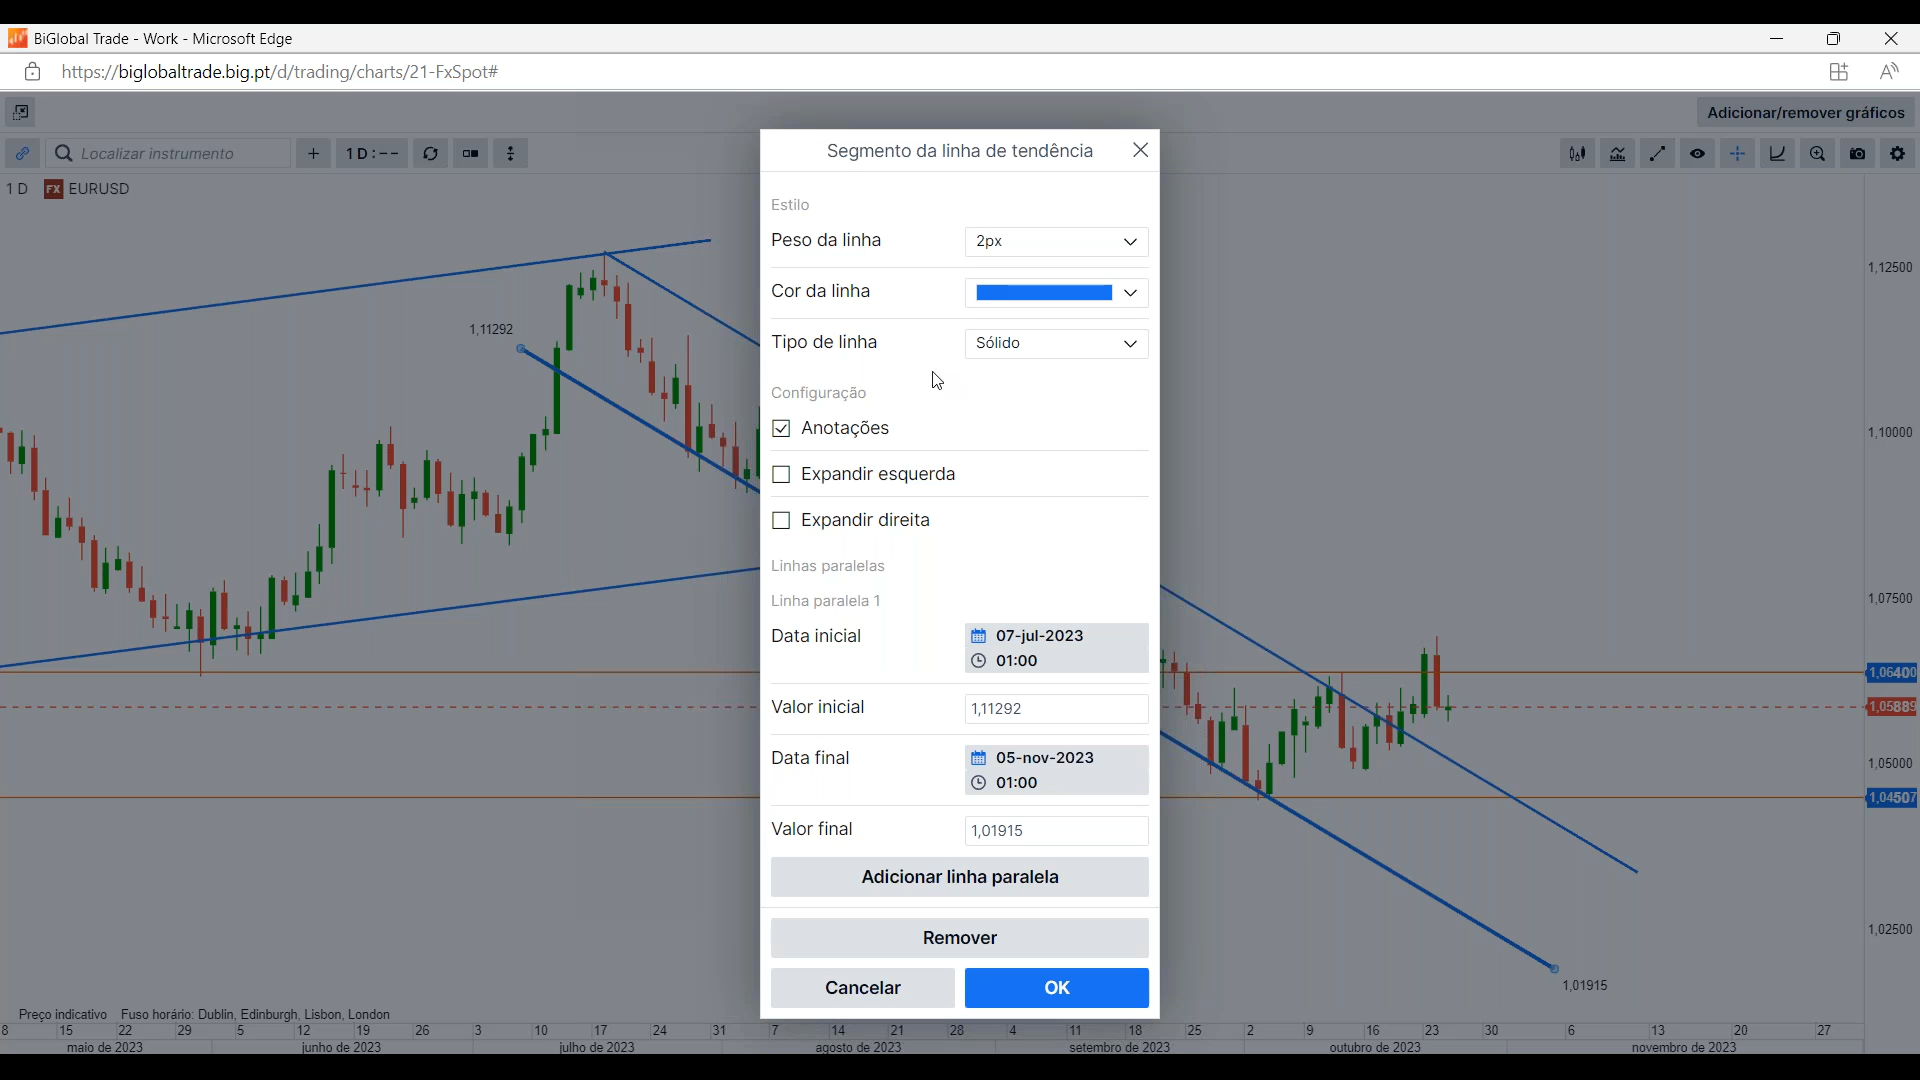 BiGlobal Trade - Work - Microsoft Edge
https://biglobaltrade.big.pt/d/trading/charts/21-FxSpot#
Adicionar/remover gráficos
Localizar instrumento
1 D : – –
1 D FX EURUSD
Segmento da linha de tendência
Estilo
Peso da linha 2px
Cor da linha
Tipo de linha Sólido
Configuração
Anotações
Expandir esquerda
Expandir direita
Linhas paralelas
Linha paralela 1
Data inicial 07-jul-2023
01:00
Valor inicial 1,11292
Data final 05-nov-2023
01:00
Valor final 1,01915
Adicionar linha paralela
Remover
Cancelar OK
1,11292
1,01915
1,12500
1,10000
1,07500
1,06400
1,05889
1,05000
1,04507
1,02500
Preço indicativo Fuso horário: Dublin, Edinburgh, Lisbon, London
8 15 22 29 5 12 19 26 3 10 17 24 31 7 14 21 28 4 11 18 25 2 9 16 23 30 6 13 20 27
maio de 2023 junho de 2023 julho de 2023 agosto de 2023 setembro de 2023 outubro de 2023 novembro de 2023